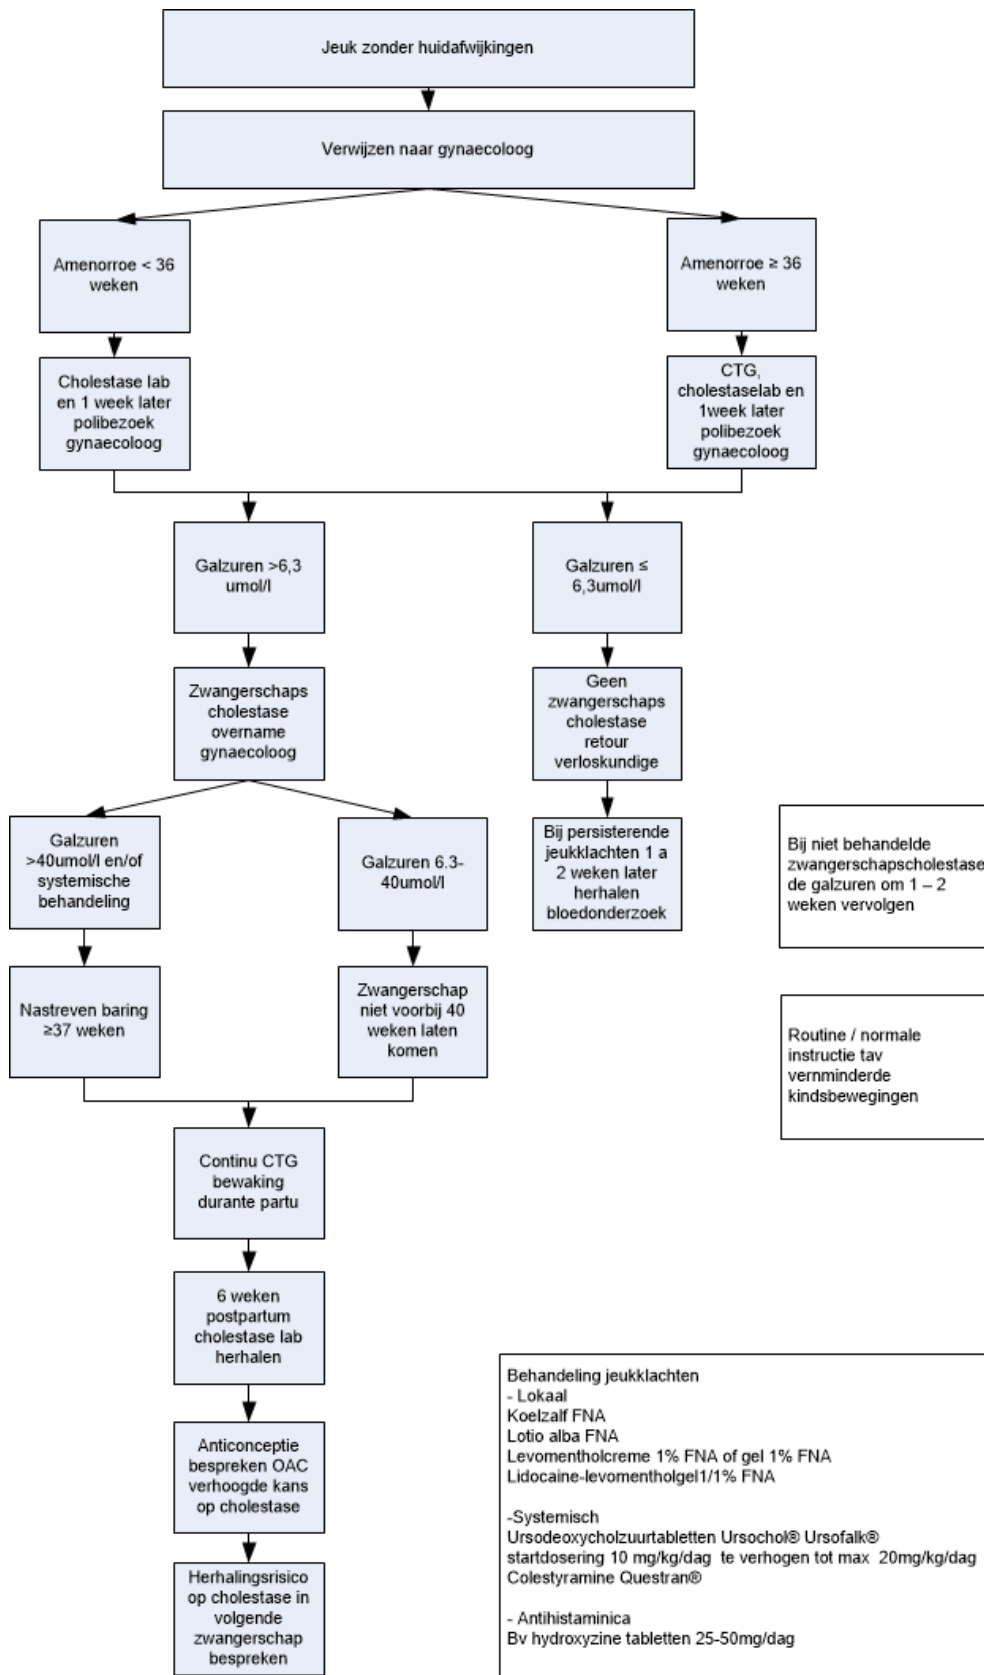 Jeuk zonder huidafwijkingen
Verwijzen naar gynaecoloog
Amenorroe < 36
weken
Amenorroe ≥ 36
weken
Cholestase lab
en 1 week later
polibezoek
gynaecoloog
CTG,
cholestaselab en
1week later
polibezoek
gynaecoloog
Galzuren >6,3
umol/l
Galzuren ≤
6,3umol/l
Zwangerschaps
cholestase
overname
gynaecoloog
Geen
zwangerschaps
cholestase
retour
verloskundige
Galzuren
>40umol/l en/of
systemische
behandeling
Galzuren 6.3-
40umol/l
Bij persisterende
jeukklachten 1 a
2 weken later
herhalen
bloedonderzoek
Bij niet behandelde
zwangerschapscholestase
de galzuren om 1 – 2
weken vervolgen
Nastreven baring
≥37 weken
Zwangerschap
niet voorbij 40
weken laten
komen
Routine / normale
instructie tav
vernminderde
kindsbewegingen
Continu CTG
bewaking
durante partu
6 weken
postpartum
cholestase lab
herhalen
Anticonceptie
bespreken OAC
verhoogde kans
op cholestase
Herhalingsrisico
op cholestase in
volgende
zwangerschap
bespreken
Behandeling jeukklachten
- Lokaal
Koelzalf FNA
Lotio alba FNA
Levomentholcreme 1% FNA of gel 1% FNA
Lidocaine-levomentholgel1/1% FNA
-Systemisch
Ursodeoxycholzuurtabletten Ursochol® Ursofalk®
startdosering 10 mg/kg/dag te verhogen tot max 20mg/kg/dag
Colestyramine Questran®
- Antihistaminica
Bv hydroxyzine tabletten 25-50mg/dag